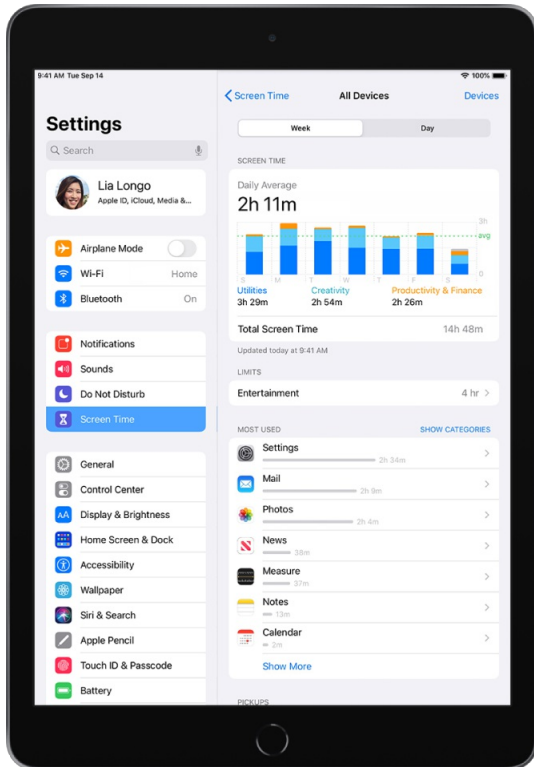 9:41 AM Tue Sep 14
100%
Settings
Search
Lia Longo
Apple ID, iCloud, Media &...
Airplane Mode
Wi-Fi Home
Bluetooth On
Notifications
Sounds
Do Not Disturb
Screen Time
General
Control Center
AA Display & Brightness
Home Screen & Dock
Accessibility
Wallpaper
Siri & Search
Apple Pencil
Touch ID & Passcode
Battery
Screen Time All Devices Devices
Week Day
SCREEN TIME
Daily Average
2h 11m
3h
avg
0
S M T W T F S
Utilities Creativity Productivity & Finance
3h 29m 2h 54m 2h 26m
Total Screen Time 14h 48m
Updated today at 9:41 AM
LIMITS
Entertainment 4 hr
MOST USED SHOW CATEGORIES
Settings
2h 34m
Mail
2h 9m
Photos
2h 4m
News
38m
Measure
37m
Notes
13m
Calendar
2m
Show More
PICKUPS